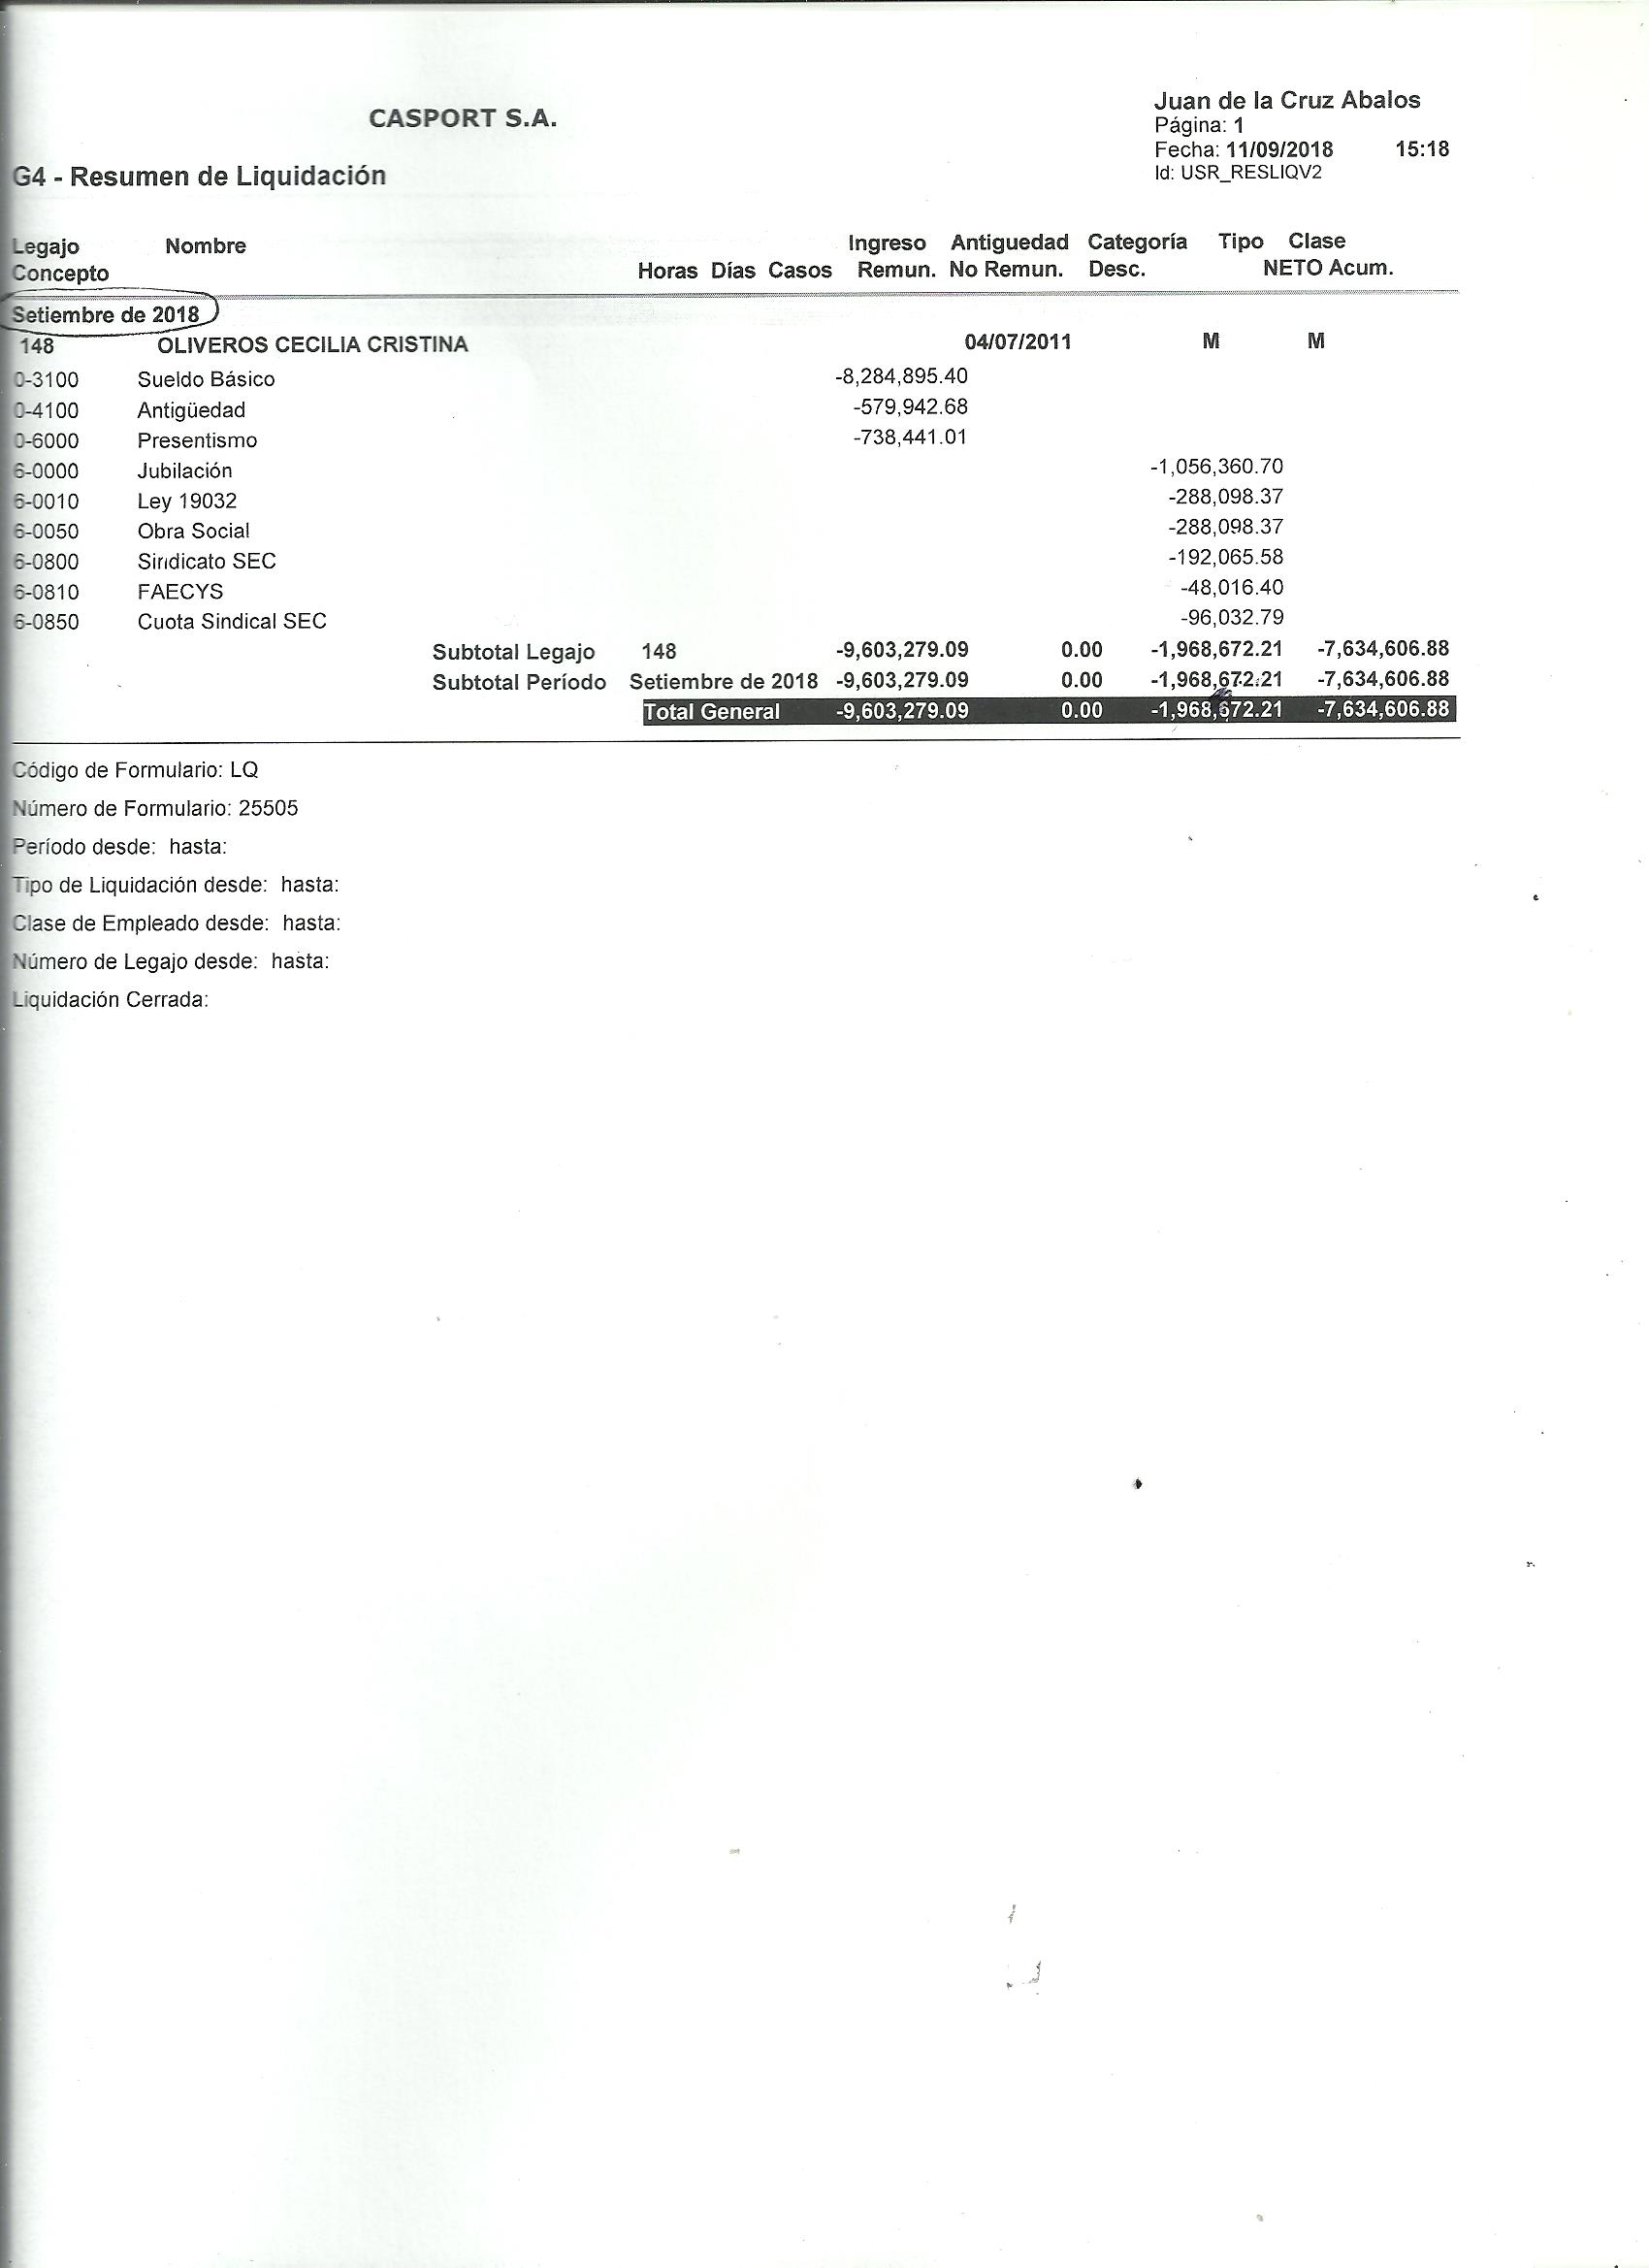 CASPORT S.A.
Juan de la Cruz Abalos
Página: 1
Fecha: 11/09/2018 15:18
Id: USR_RESLIQV2
G4 - Resumen de Liquidación
Legajo Nombre Ingreso Antiguedad Categoría Tipo Clase
Concepto Horas Días Casos Remun. No Remun. Desc. NETO Acum.
Setiembre de 2018
148 OLIVEROS CECILIA CRISTINA 04/07/2011 M M
0-3100 Sueldo Básico -8,284,895.40
0-4100 Antigüedad -579,942.68
0-6000 Presentismo -738,441.01
6-0000 Jubilación -1,056,360.70
6-0010 Ley 19032 -288,098.37
6-0050 Obra Social -288,098.37
6-0800 Sindicato SEC -192,065.58
6-0810 FAECYS -48,016.40
6-0850 Cuota Sindical SEC -96,032.79
Subtotal Legajo 148 -9,603,279.09 0.00 -1,968,672.21 -7,634,606.88
Subtotal Período Setiembre de 2018 -9,603,279.09 0.00 -1,968,672.21 -7,634,606.88
Total General -9,603,279.09 0.00 -1,968,672.21 -7,634,606.88
Código de Formulario: LQ
Número de Formulario: 25505
Período desde: hasta:
Tipo de Liquidación desde: hasta:
Clase de Empleado desde: hasta:
Número de Legajo desde: hasta:
Liquidación Cerrada: